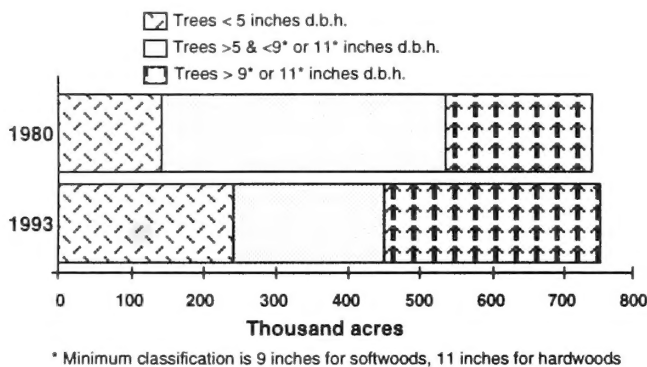 Trees < 5 inches d.b.h.
Trees >5 & <9* or 11* inches d.b.h.
Trees > 9* or 11* inches d.b.h.
1980
1993
0 100 200 300 400 500 600 700 800
Thousand acres
* Minimum classification is 9 inches for softwoods, 11 inches for hardwoods